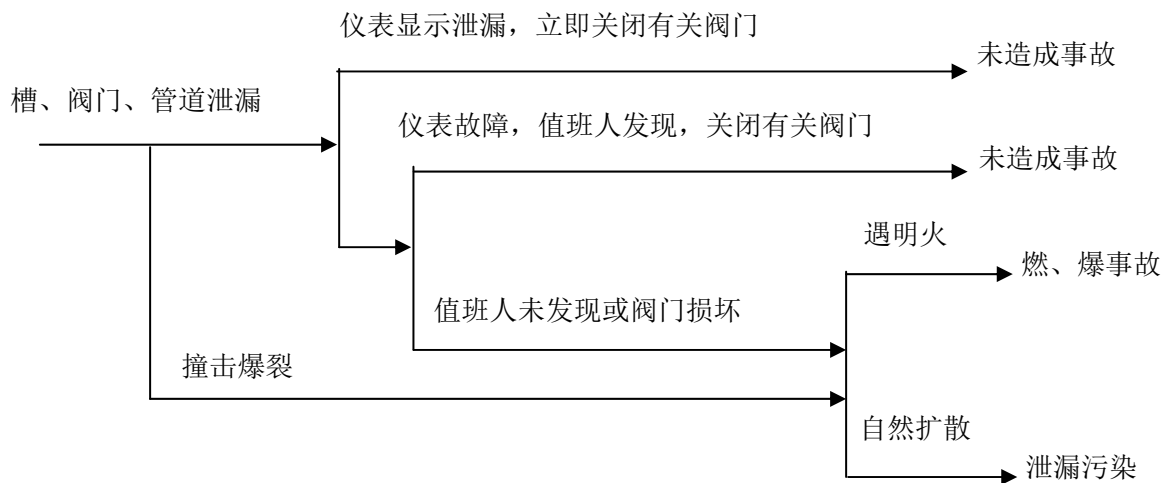 仪表显示泄漏，立即关闭有关阀门
未造成事故
槽、阀门、管道泄漏
仪表故障，值班人发现，关闭有关阀门
未造成事故
遇明火
燃、爆事故
值班人未发现或阀门损坏
撞击爆裂
自然扩散
泄漏污染